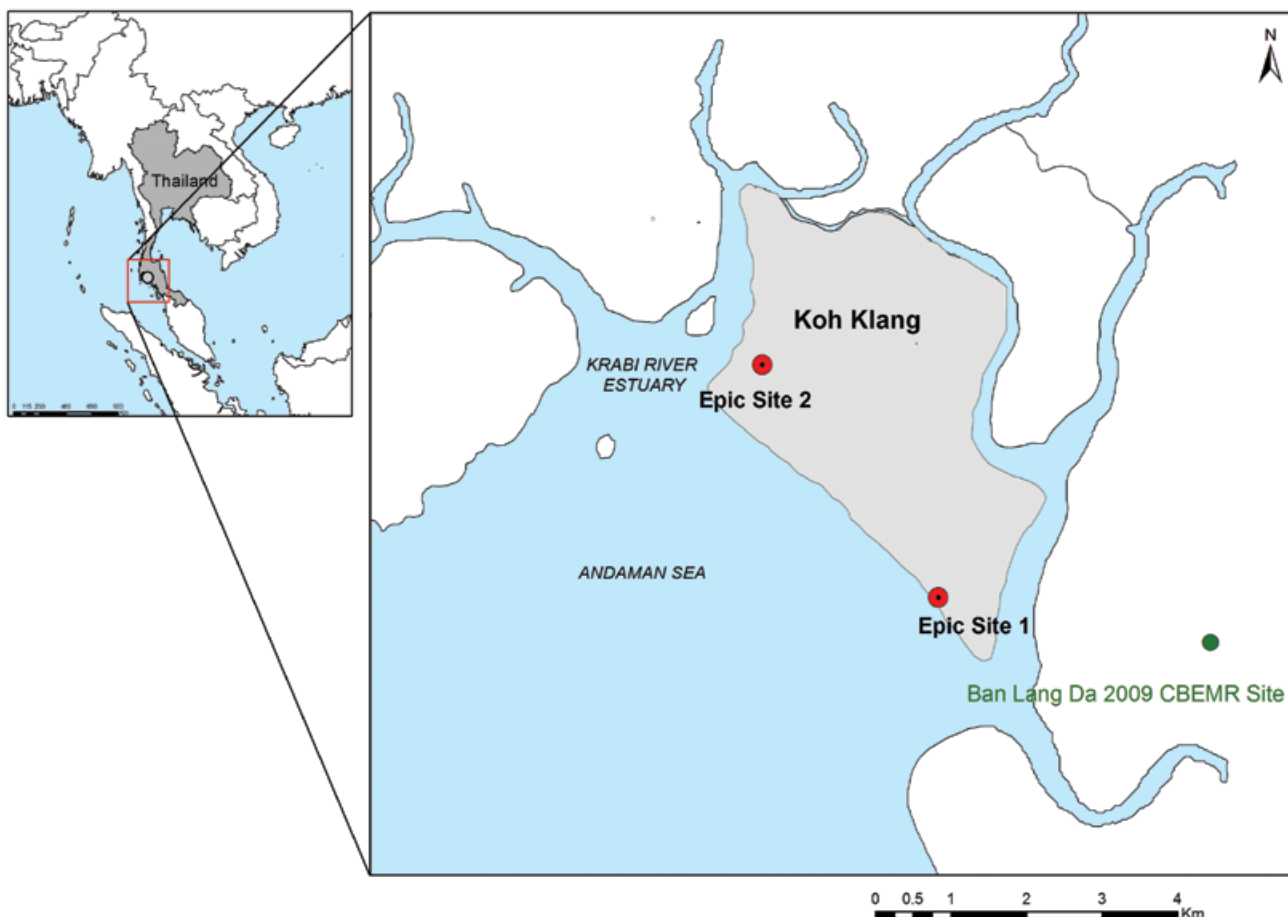 Thailand
N
Koh Klang
KRABI RIVER
ESTUARY
Epic Site 2
ANDAMAN SEA
Epic Site 1
Ban Lang Da 2009 CBEMR Site
0 0.5 1 2 3 4
Km